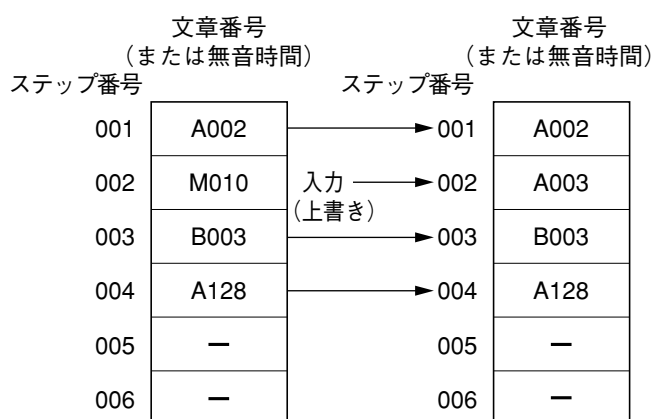 文章番号 文章番号
（または無音時間） （または無音時間）
ステップ番号 ステップ番号
001 A002 001 A002
002 M010 入力 002 A003
（上書き）
003 B003 003 B003
004 A128 004 A128
005 ー 005 ー
006 ー 006 ー